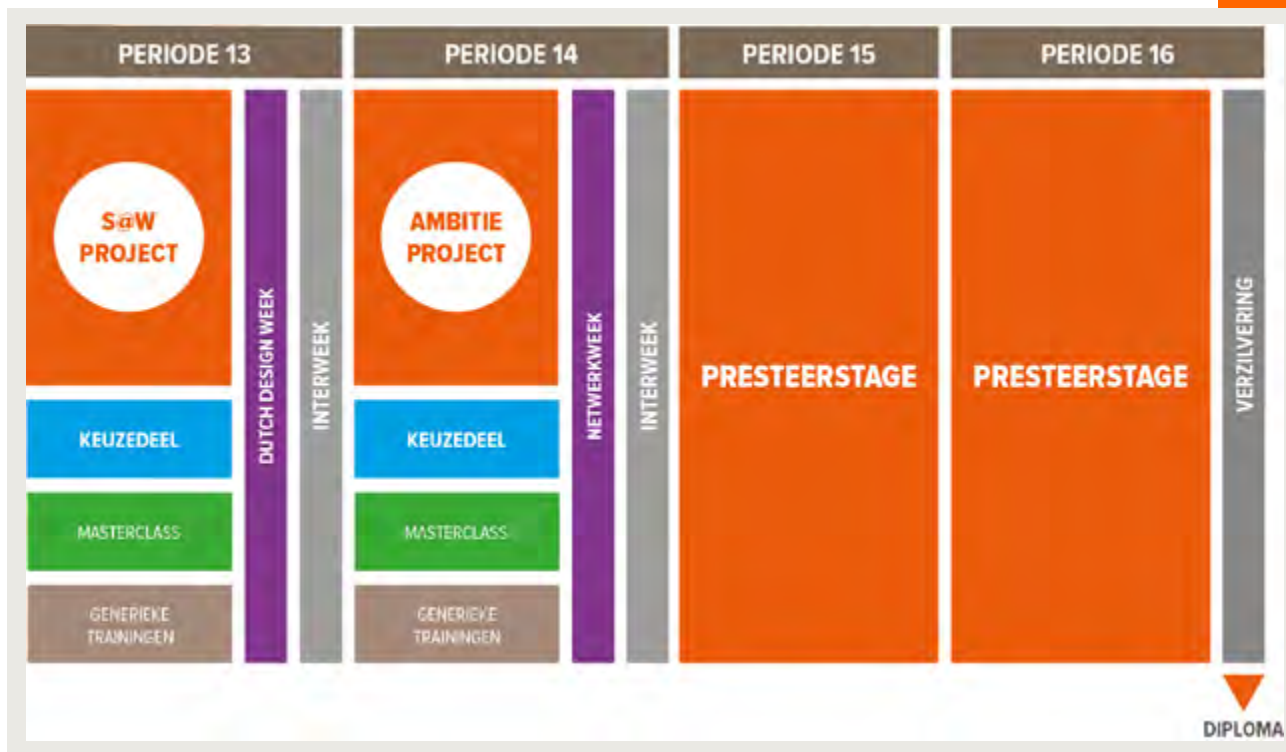 PERIODE 13
PERIODE 14
PERIODE 15
PERIODE 16
S@W
PROJECT
KEUZEDEEL
MASTERCLASS
GENERIEKE
TRAININGEN
DUTCH DESIGN WEEK
INTERWEEK
AMBITIE
PROJECT
KEUZEDEEL
MASTERCLASS
GENERIEKE
TRAININGEN
NETWERKWEEK
INTERWEEK
PRESTEERSTAGE
PRESTEERSTAGE
VERZILVERING
DIPLOMA